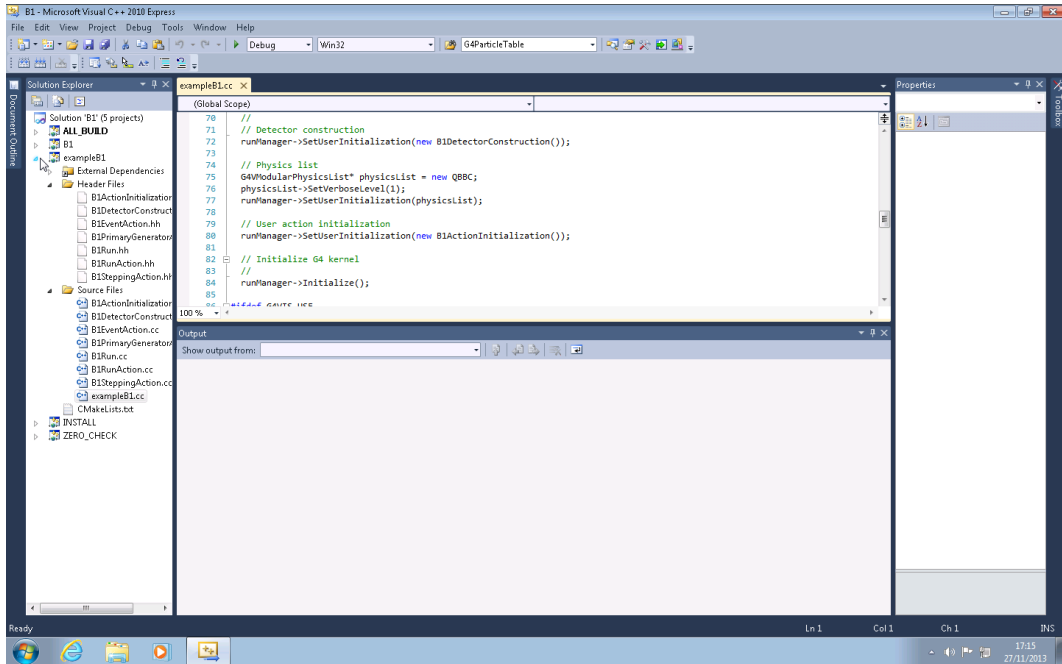 B1 - Microsoft Visual C++ 2010 Express
File Edit View Project Debug Tools Window Help
Debug Win32 G4ParticleTable
Document Outline
Solution Explorer
Solution 'B1' (5 projects)
ALL_BUILD
B1
exampleB1
External Dependencies
Header Files
B1ActionInitialization
B1DetectorConstruct
B1EventAction.hh
B1PrimaryGeneratorA
B1Run.hh
B1RunAction.hh
B1SteppingAction.hh
Source Files
B1ActionInitialization
B1DetectorConstruct
B1EventAction.cc
B1PrimaryGeneratorA
B1Run.cc
B1RunAction.cc
B1SteppingAction.cc
exampleB1.cc
CMakeLists.txt
INSTALL
ZERO_CHECK
exampleB1.cc
(Global Scope)
70 //
71 // Detector construction
72 runManager->SetUserInitialization(new B1DetectorConstruction());
73
74 // Physics list
75 G4VModularPhysicsList* physicsList = new QBBC;
76 physicsList->SetVerboseLevel(1);
77 runManager->SetUserInitialization(physicsList);
78
79 // User action initialization
80 runManager->SetUserInitialization(new B1ActionInitialization());
81
82 // Initialize G4 kernel
83 //
84 runManager->Initialize();
85
86 #ifdef G4VIS_USE
100 %
Output
Show output from:
Properties
Toolbox
Ready Ln 1 Col 1 Ch 1 INS
17:15
27/11/2013